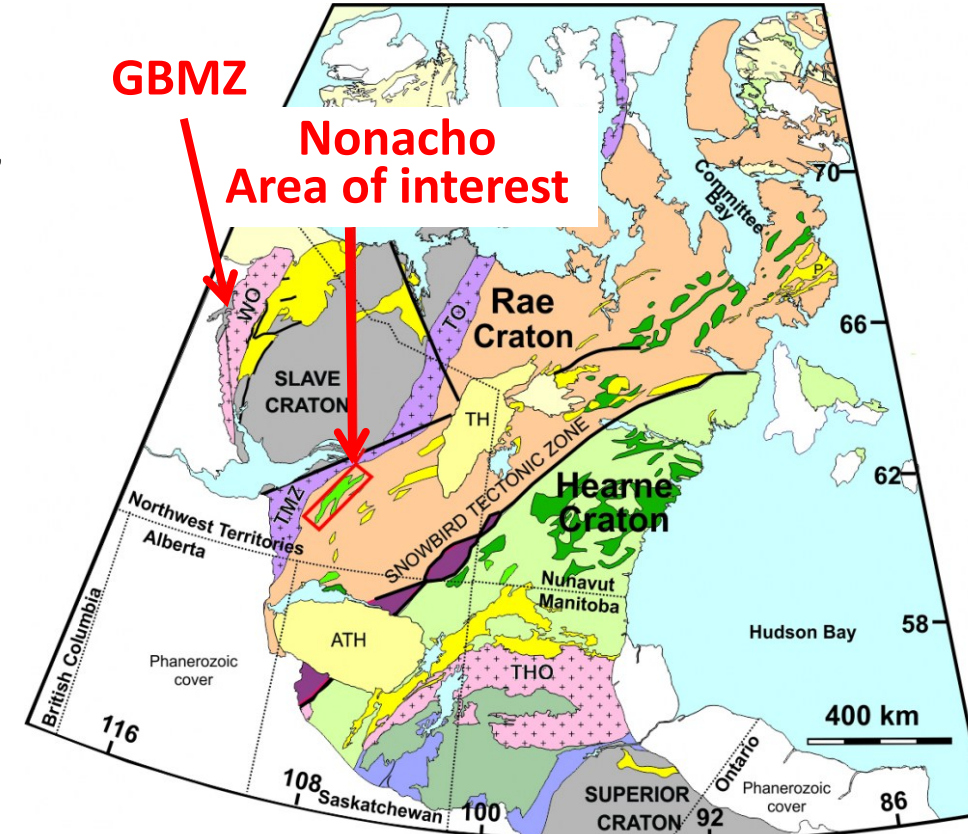 GBMZ
Nonacho
Area of interest
Committee
Bay
70
P
WO
TO
Rae
Craton
66
SLAVE
CRATON
TH
SNOWBIRD TECTONIC ZONE
62
Hearne
Craton
TMZ
Northwest Territories
Alberta
Nunavut
Manitoba
58
Hudson Bay
British Columbia
Phanerozoic
cover
ATH
THO
400 km
116
108
Saskatchewan
100
SUPERIOR
CRATON
92
Ontario
Phanerozoic
cover
86